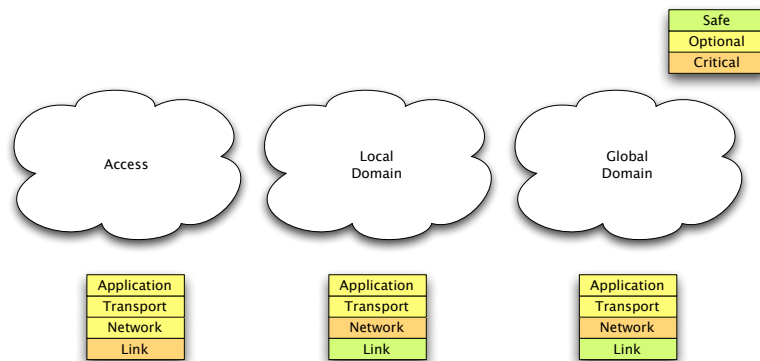 Safe
Optional
Critical
Access
Local
Domain
Global
Domain
Application
Transport
Network
Link
Application
Transport
Network
Link
Application
Transport
Network
Link